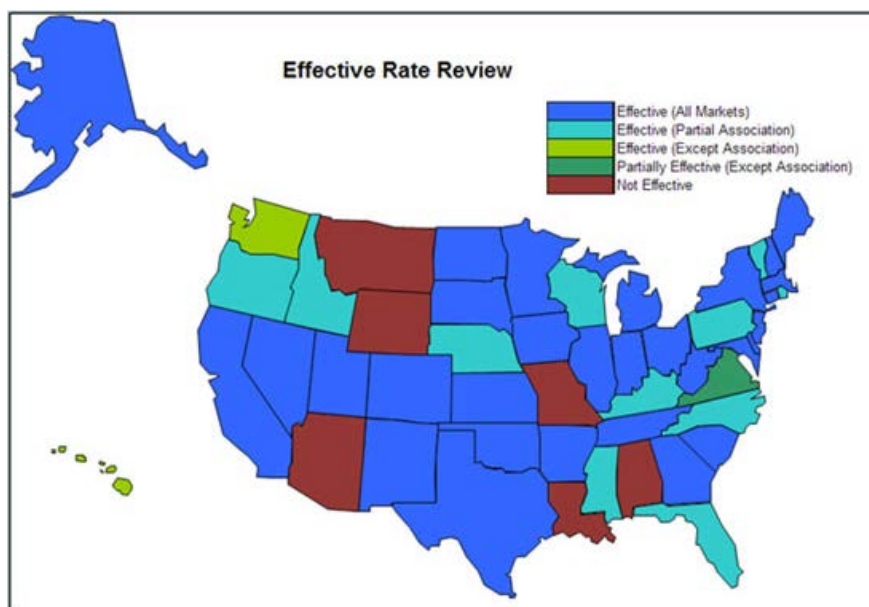 Effective Rate Review
Effective (All Markets)
Effective (Partial Association)
Effective (Except Association)
Partially Effective (Except Association)
Not Effective